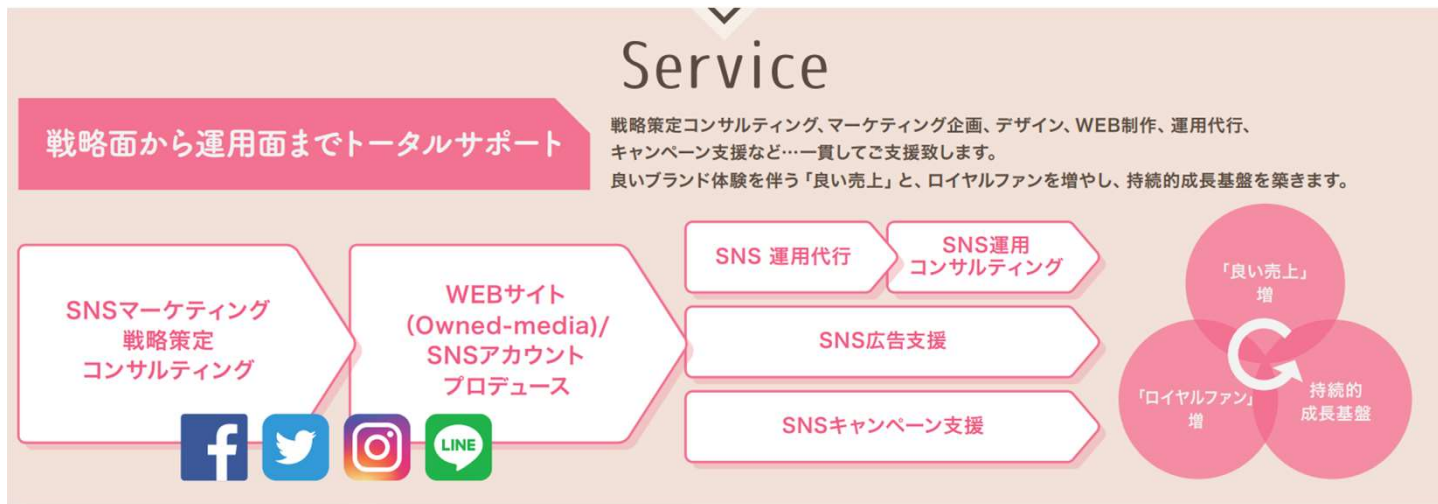 Service
戦略面から運用面までトータルサポート
戦略策定コンサルティング、マーケティング企画、デザイン、WEB制作、運用代行、
キャンペーン支援など…一貫してご支援致します。
良いブランド体験を伴う「良い売上」と、ロイヤルファンを増やし、持続的成長基盤を築きます。
SNSマーケティング
戦略策定
コンサルティング
WEBサイト
(Owned-media)/
SNSアカウント
プロデュース
SNS 運用代行
SNS運用
コンサルティング
SNS広告支援
SNSキャンペーン支援
「良い売上」
増
「ロイヤルファン」
増
持続的
成長基盤
f
LINE